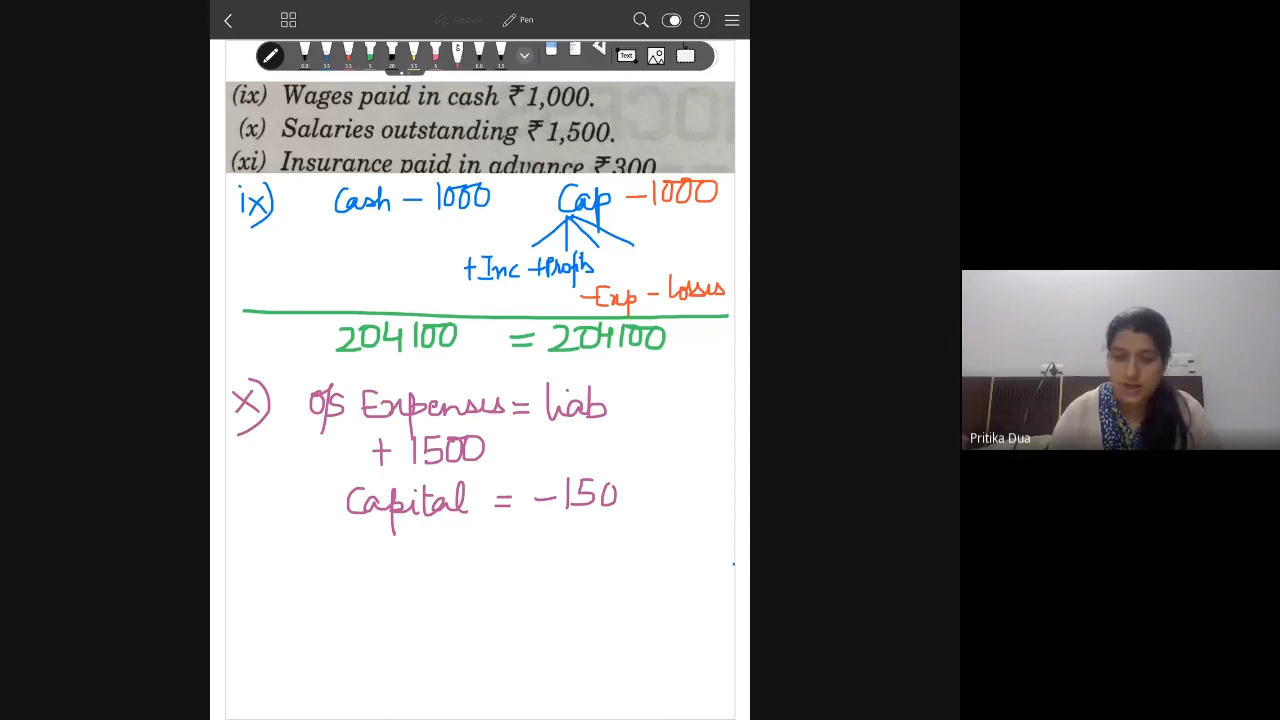 Pen
Text
(ix) Wages paid in cash ₹1,000.
(x) Salaries outstanding ₹1,500.
(xi) Insurance paid in advance ₹300
ix) Cash - 1000 Cap - 1000
+Inc +Profits
-Exp - losses
204100 = 204100
x) o/s Expenses = liab
+ 1500
Capital = -150
Pritika Dua